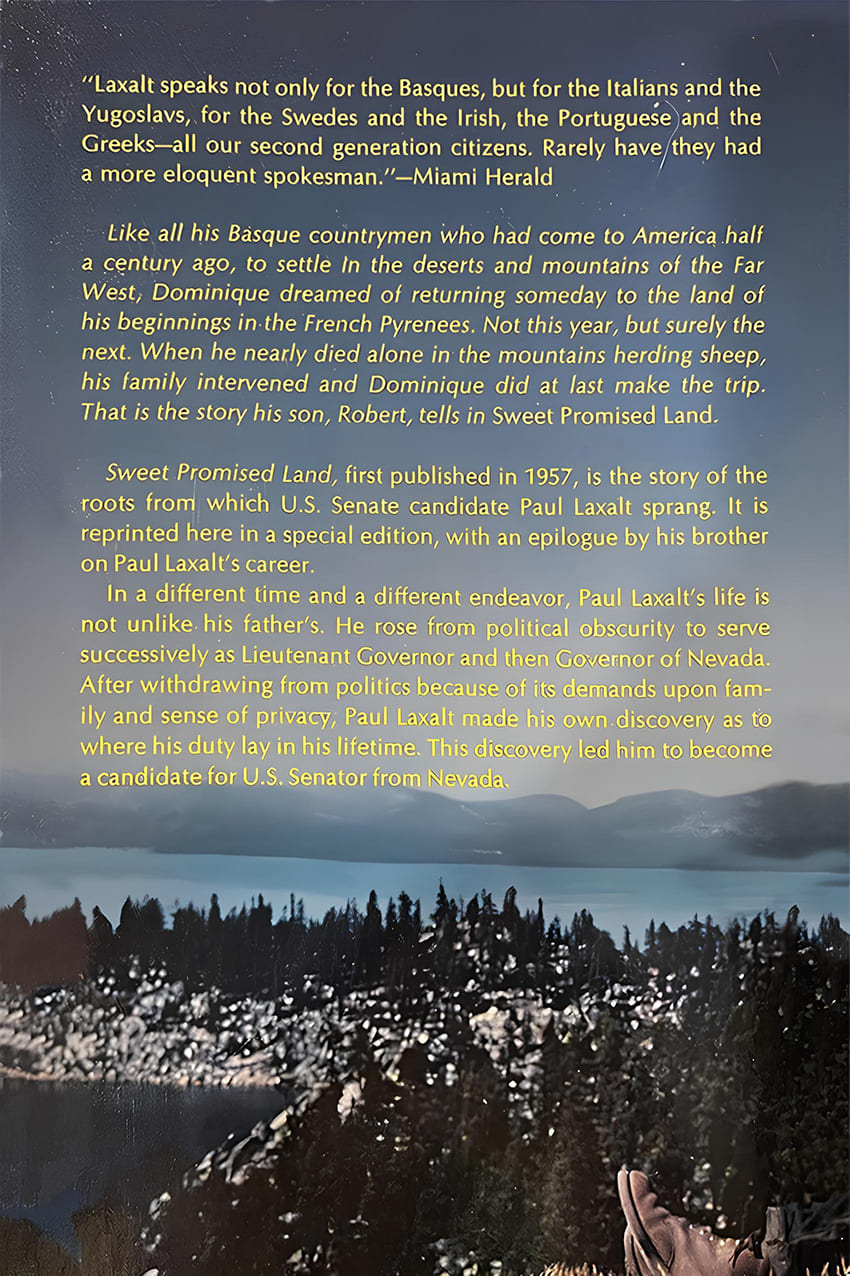 "Laxalt speaks not only for the Basques, but for the Italians and the
Yugoslavs, for the Swedes and the Irish, the Portuguese and the
Greeks—all our second generation citizens. Rarely have they had
a more eloquent spokesman."—Miami Herald
Like all his Basque countrymen who had come to America half
a century ago, to settle in the deserts and mountains of the Far
West, Dominique dreamed of returning someday to the land of
his beginnings in the French Pyrenees. Not this year, but surely the
next. When he nearly died alone in the mountains herding sheep,
his family intervened and Dominique did at last make the trip.
That is the story his son, Robert, tells in Sweet Promised Land.
Sweet Promised Land, first published in 1957, is the story of the
roots from which U.S. Senate candidate Paul Laxalt sprang. It is
reprinted here in a special edition, with an epilogue by his brother
on Paul Laxalt's career.
In a different time and a different endeavor, Paul Laxalt's life is
not unlike his father's. He rose from political obscurity to serve
successively as Lieutenant Governor and then Governor of Nevada.
After withdrawing from politics because of its demands upon fam-
ily and sense of privacy, Paul Laxalt made his own discovery as to
where his duty lay in his lifetime. This discovery led him to become
a candidate for U.S. Senator from Nevada.